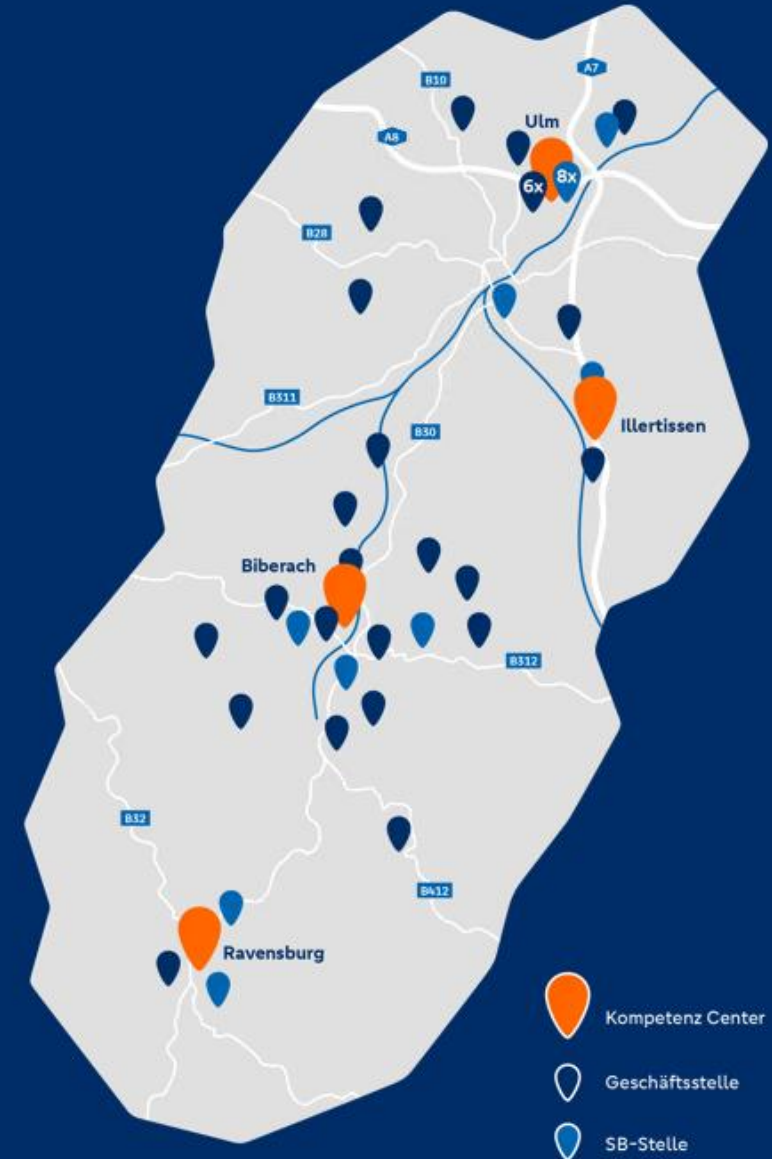 A7
B10
Ulm
A8
8x
6x
B28
B311
B30
Illertissen
Biberach
B312
B32
B412
Ravensburg
Kompetenz Center
Geschäftsstelle
SB-Stelle